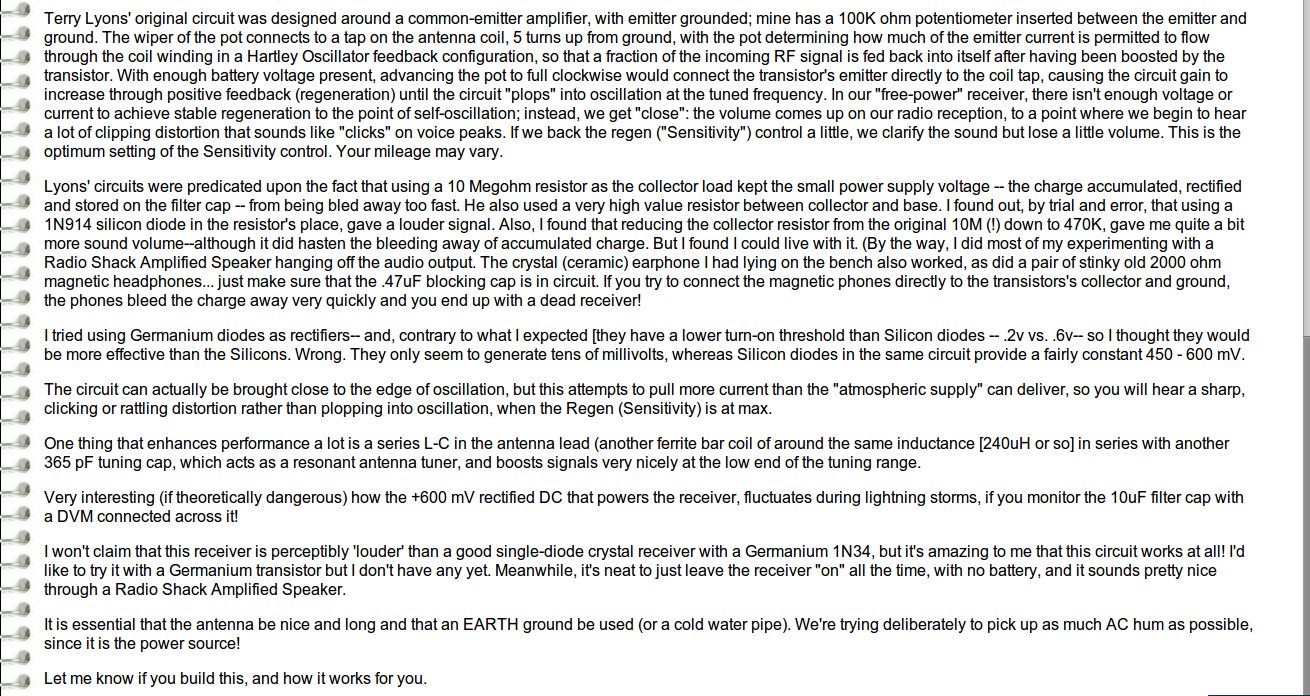 Terry Lyons' original circuit was designed around a common-emitter amplifier, with emitter grounded; mine has a 100K ohm potentiometer inserted between the emitter and
ground. The wiper of the pot connects to a tap on the antenna coil, 5 turns up from ground, with the pot determining how much of the emitter current is permitted to flow
through the coil winding in a Hartley Oscillator feedback configuration, so that a fraction of the incoming RF signal is fed back into itself after having been boosted by the
transistor. With enough battery voltage present, advancing the pot to full clockwise would connect the transistor's emitter directly to the coil tap, causing the circuit gain to
increase through positive feedback (regeneration) until the circuit "plops" into oscillation at the tuned frequency. In our "free-power" receiver, there isn't enough voltage or
current to achieve stable regeneration to the point of self-oscillation; instead, we get "close": the volume comes up on our radio reception, to a point where we begin to hear
a lot of clipping distortion that sounds like "clicks" on voice peaks. If we back the regen ("Sensitivity") control a little, we clarify the sound but lose a little volume. This is the
optimum setting of the Sensitivity control. Your mileage may vary.
Lyons' circuits were predicated upon the fact that using a 10 Megohm resistor as the collector load kept the small power supply voltage -- the charge accumulated, rectified
and stored on the filter cap -- from being bled away too fast. He also used a very high value resistor between collector and base. I found out, by trial and error, that using a
1N914 silicon diode in the resistor's place, gave a louder signal. Also, I found that reducing the collector resistor from the original 10M (!) down to 470K, gave me quite a bit
more sound volume--although it did hasten the bleeding away of accumulated charge. But I found I could live with it. (By the way, I did most of my experimenting with a
Radio Shack Amplified Speaker hanging off the audio output. The crystal (ceramic) earphone I had lying on the bench also worked, as did a pair of stinky old 2000 ohm
magnetic headphones... just make sure that the .47uF blocking cap is in circuit. If you try to connect the magnetic phones directly to the transistors's collector and ground,
the phones bleed the charge away very quickly and you end up with a dead receiver!
I tried using Germanium diodes as rectifiers-- and, contrary to what I expected [they have a lower turn-on threshold than Silicon diodes -- .2v vs. .6v-- so I thought they would
be more effective than the Silicons. Wrong. They only seem to generate tens of millivolts, whereas Silicon diodes in the same circuit provide a fairly constant 450 - 600 mV.
The circuit can actually be brought close to the edge of oscillation, but this attempts to pull more current than the "atmospheric supply" can deliver, so you will hear a sharp,
clicking or rattling distortion rather than plopping into oscillation, when the Regen (Sensitivity) is at max.
One thing that enhances performance a lot is a series L-C in the antenna lead (another ferrite bar coil of around the same inductance [240uH or so] in series with another
365 pF tuning cap, which acts as a resonant antenna tuner, and boosts signals very nicely at the low end of the tuning range.
Very interesting (if theoretically dangerous) how the +600 mV rectified DC that powers the receiver, fluctuates during lightning storms, if you monitor the 10uF filter cap with
a DVM connected across it!
I won't claim that this receiver is perceptibly 'louder' than a good single-diode crystal receiver with a Germanium 1N34, but it's amazing to me that this circuit works at all! I'd
like to try it with a Germanium transistor but I don't have any yet. Meanwhile, it's neat to just leave the receiver "on" all the time, with no battery, and it sounds pretty nice
through a Radio Shack Amplified Speaker.
It is essential that the antenna be nice and long and that an EARTH ground be used (or a cold water pipe). We're trying deliberately to pick up as much AC hum as possible,
since it is the power source!
Let me know if you build this, and how it works for you.